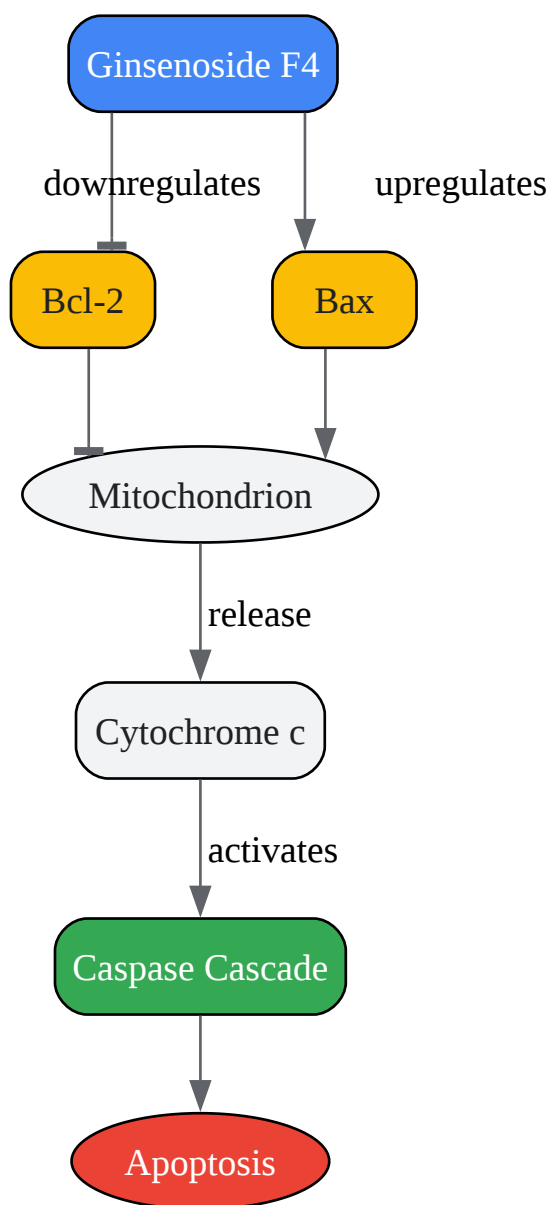 Ginsenoside F4
downregulates
upregulates
Bcl-2
Bax
Mitochondrion
release
Cytochrome c
activates
Caspase Cascade
Apoptosis